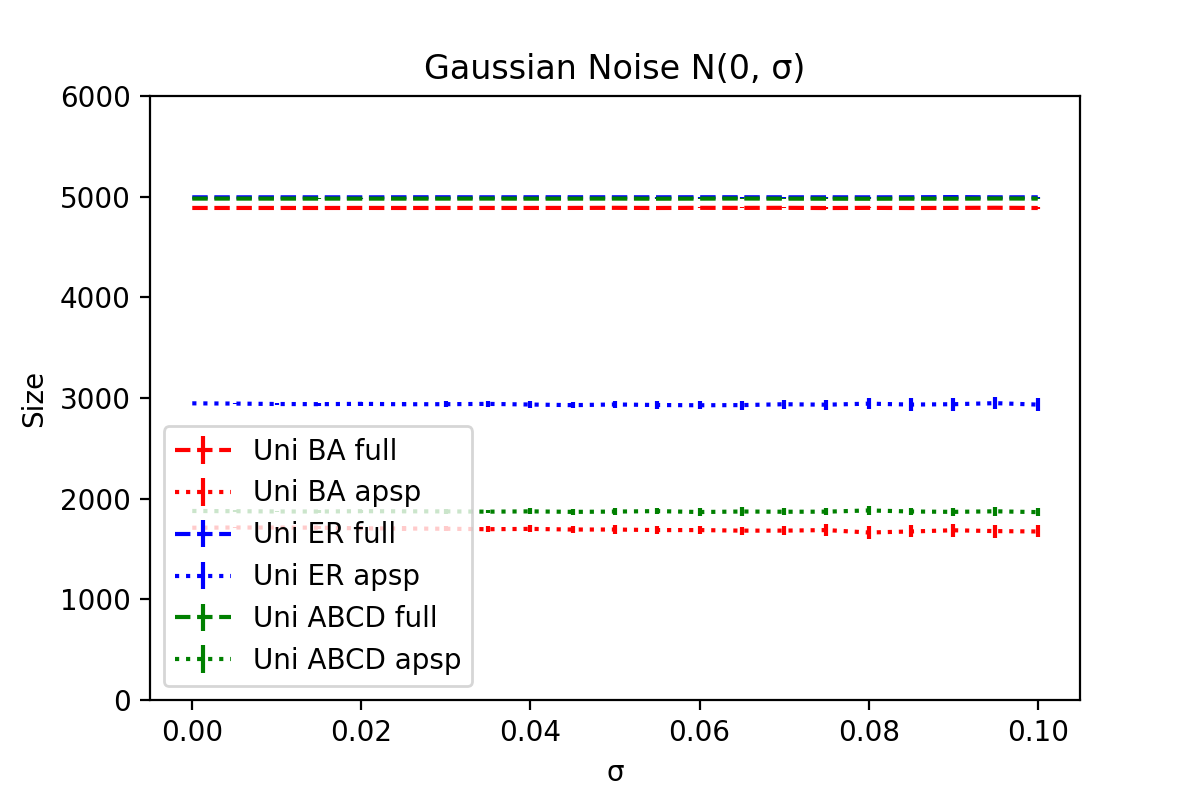 Gaussian Noise N(0, σ)
6000
5000
4000
3000
2000
1000
0
Size
Uni BA full
Uni BA apsp
Uni ER full
Uni ER apsp
Uni ABCD full
Uni ABCD apsp
0.00 0.02 0.04 0.06 0.08 0.10
σ